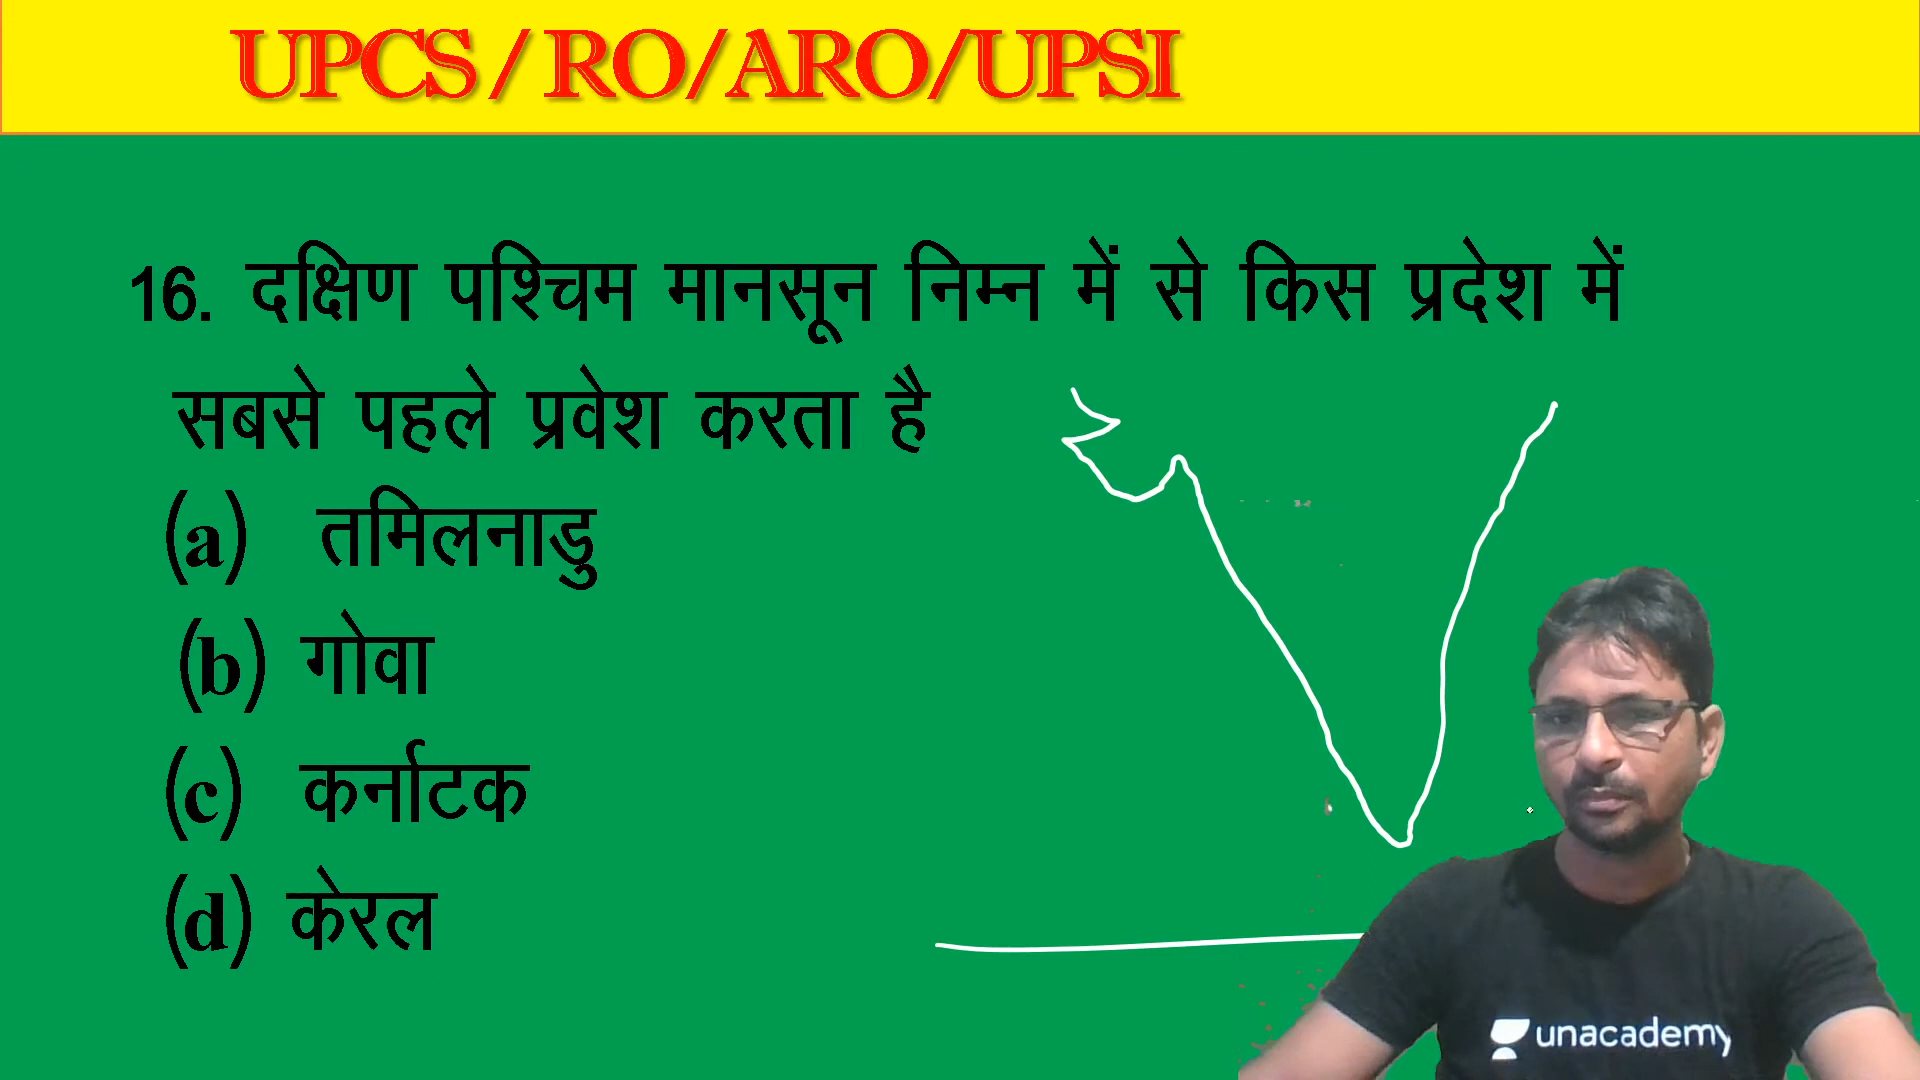 UPCS / RO/ARO/UPSI
16. दक्षिण पश्चिम मानसून निम्न में से किस प्रदेश में
सबसे पहले प्रवेश करता है
(a) तमिलनाडु
(b) गोवा
(c) कर्नाटक
(d) केरल
unacademy